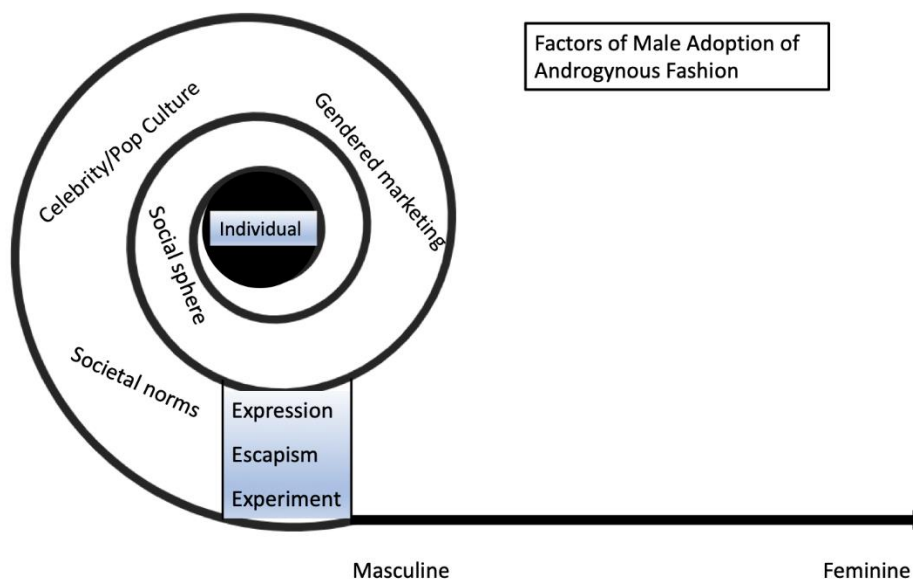 Factors of Male Adoption of
Androgynous Fashion
Celebrity/Pop Culture
Gendered marketing
Social sphere
Individual
Societal norms
Expression
Escapism
Experiment
Masculine
Feminine